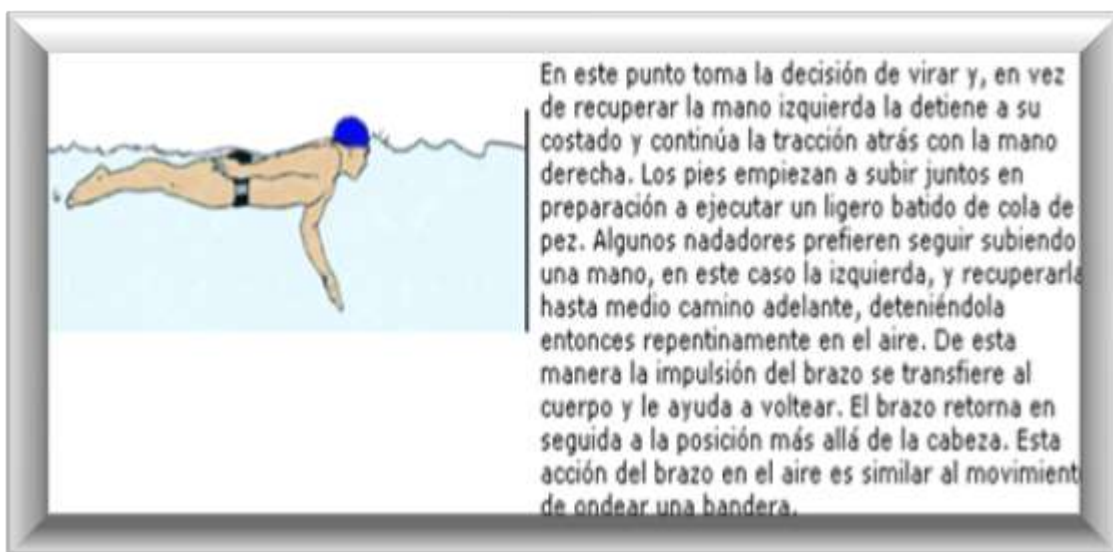 En este punto toma la decisión de virar y, en vez
de recuperar la mano izquierda la detiene a su
costado y continúa la tracción atrás con la mano
derecha. Los pies empiezan a subir juntos en
preparación a ejecutar un ligero batido de cola de
pez. Algunos nadadores prefieren seguir subiendo
una mano, en este caso la izquierda, y recuperarla
hasta medio camino adelante, deteniéndola
entonces repentinamente en el aire. De esta
manera la impulsión del brazo se transfiere al
cuerpo y le ayuda a voltear. El brazo retorna en
seguida a la posición más allá de la cabeza. Esta
acción del brazo en el aire es similar al movimient
de ondear una bandera.